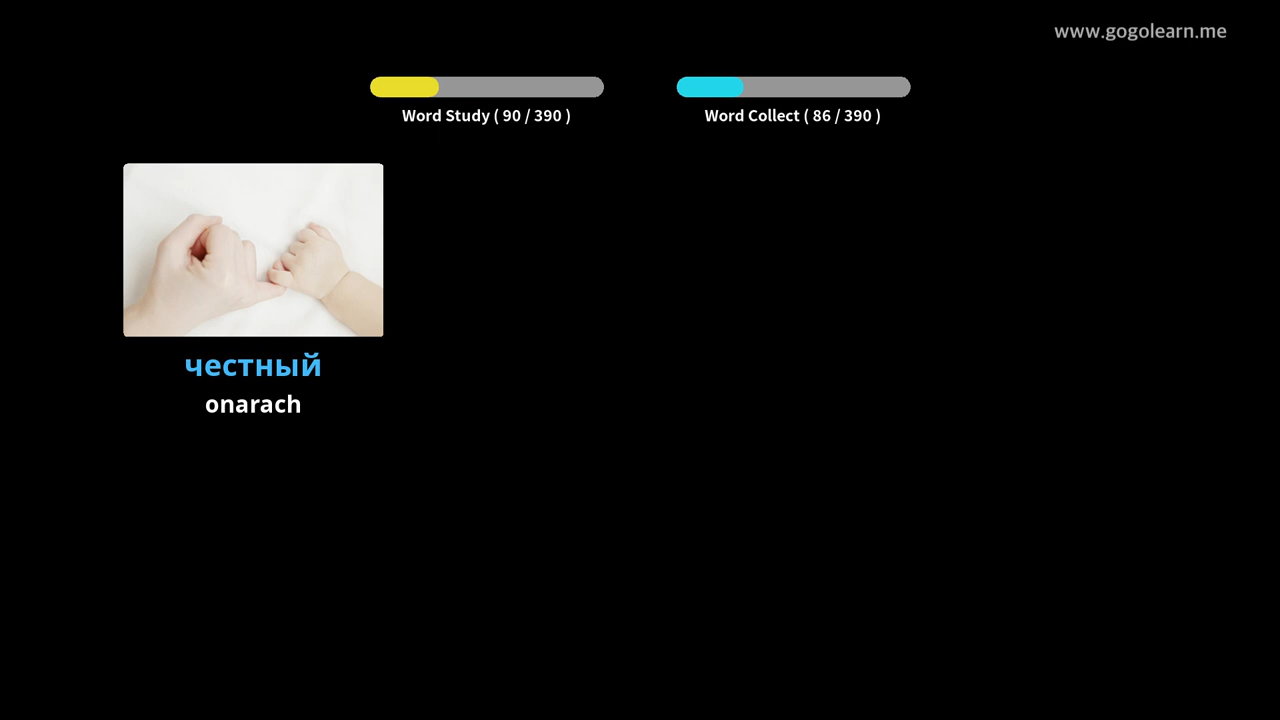 www.gogolearn.me
Word Study ( 90 / 390 )
Word Collect ( 86 / 390 )
честный
onarach